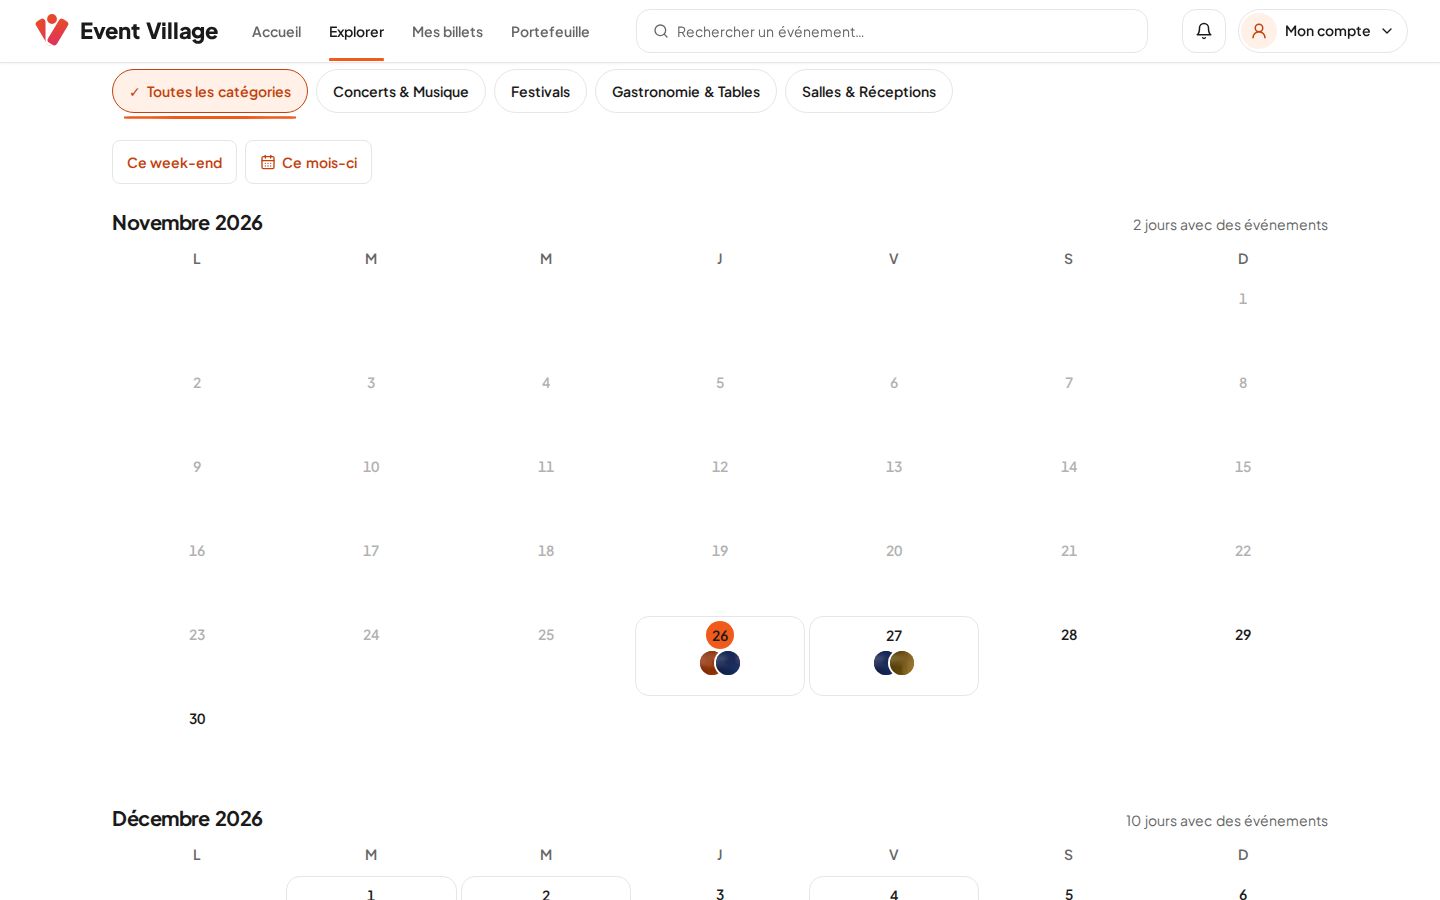 Event Village
Accueil
Explorer
Mes billets
Portefeuille
Rechercher un événement…
Mon compte
✓ Toutes les catégories
Concerts & Musique
Festivals
Gastronomie & Tables
Salles & Réceptions
Ce week-end
Ce mois-ci
Novembre 2026
2 jours avec des événements
L M M J V S D
1
2 3 4 5 6 7 8
9 10 11 12 13 14 15
16 17 18 19 20 21 22
23 24 25 26 27 28 29
30
Décembre 2026
10 jours avec des événements
L M M J V S D
1 2 3 4 5 6